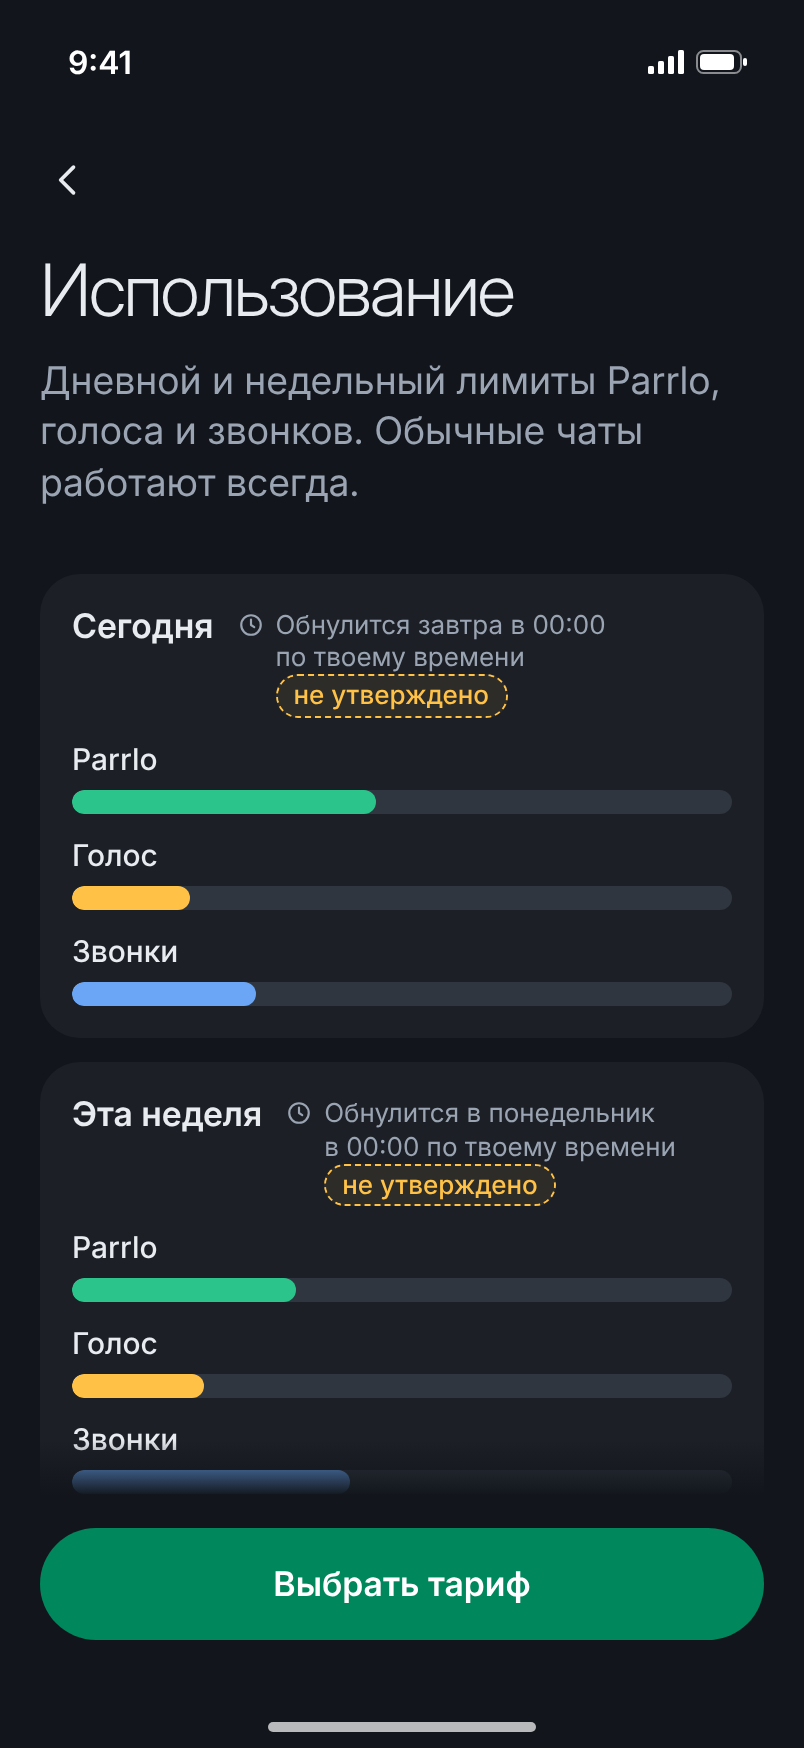 9:41
Использование
Дневной и недельный лимиты Parrlo,
голоса и звонков. Обычные чаты
работают всегда.
Сегодня
Обнулится завтра в 00:00
по твоему времени
не утверждено
Parrlo
Голос
Звонки
Эта неделя
Обнулится в понедельник
в 00:00 по твоему времени
не утверждено
Parrlo
Голос
Звонки
Выбрать тариф